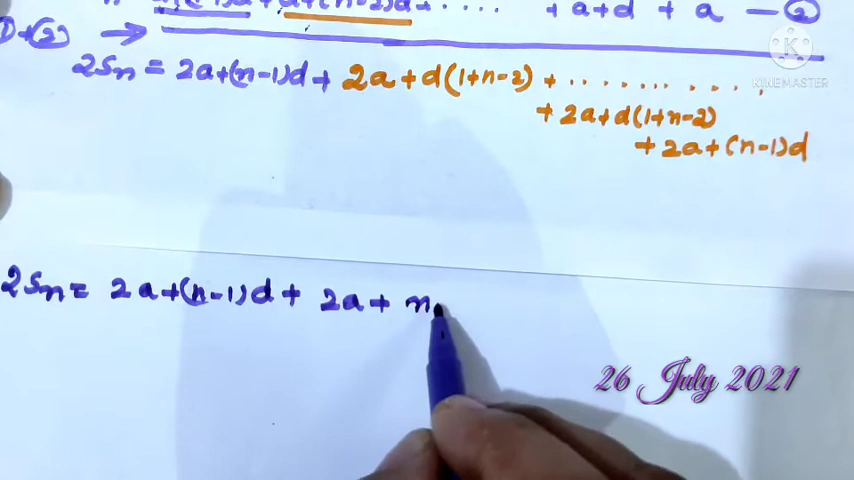 + . . . . + a+d + a — ②
①+② →
2Sn = 2a+(n-1)d + 2a+d(1+n-2) + . . . . . . . . . .
+ 2a+d(1+n-2)
+ 2a+(n-1)d
2Sn = 2a+(n-1)d + 2a+ n
KINEMASTER
26 July 2021